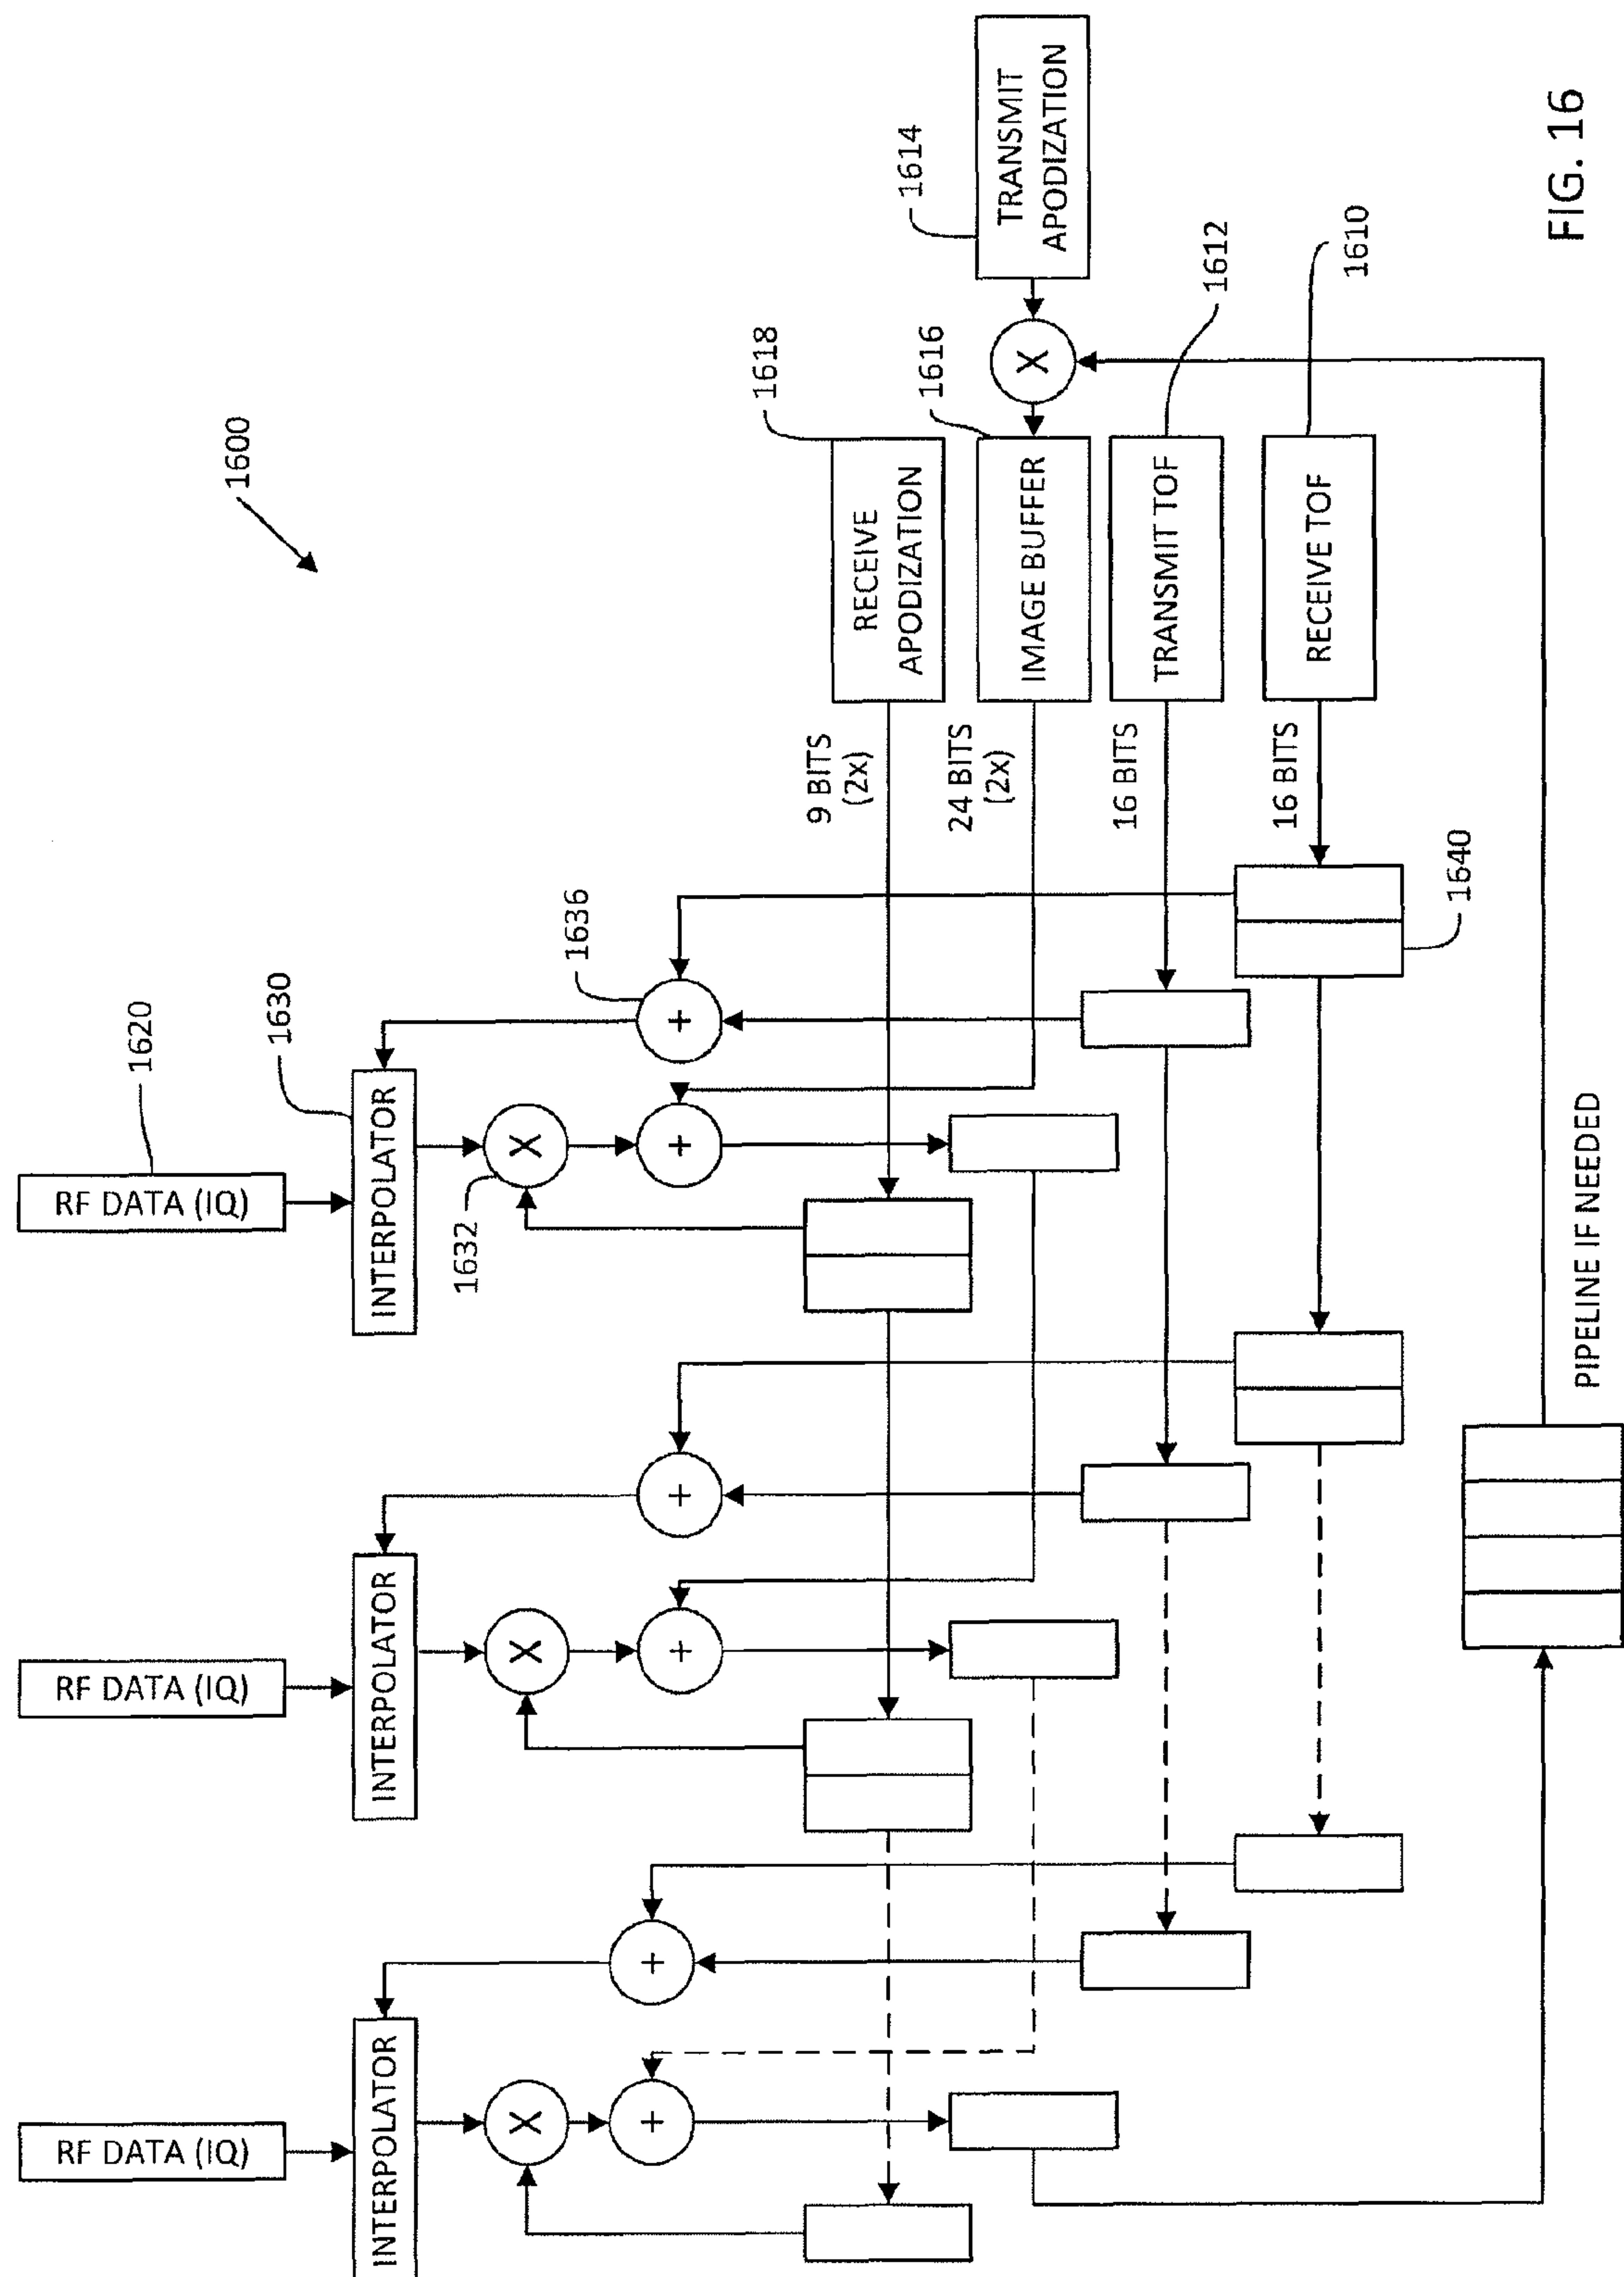 1600
RF DATA (IQ)
RF DATA (IQ)
RF DATA (IQ)
1620
INTERPOLATOR
INTERPOLATOR
INTERPOLATOR
1630
X
X
X
1632
+
+
+
+
+
+
1636
9 BITS
(2x)
RECEIVE
APODIZATION
1618
24 BITS
(2x)
IMAGE BUFFER
1616
X
TRANSMIT
APODIZATION
1614
16 BITS
TRANSMIT TOF
1612
16 BITS
RECEIVE TOF
1610
1640
PIPELINE IF NEEDED
FIG. 16